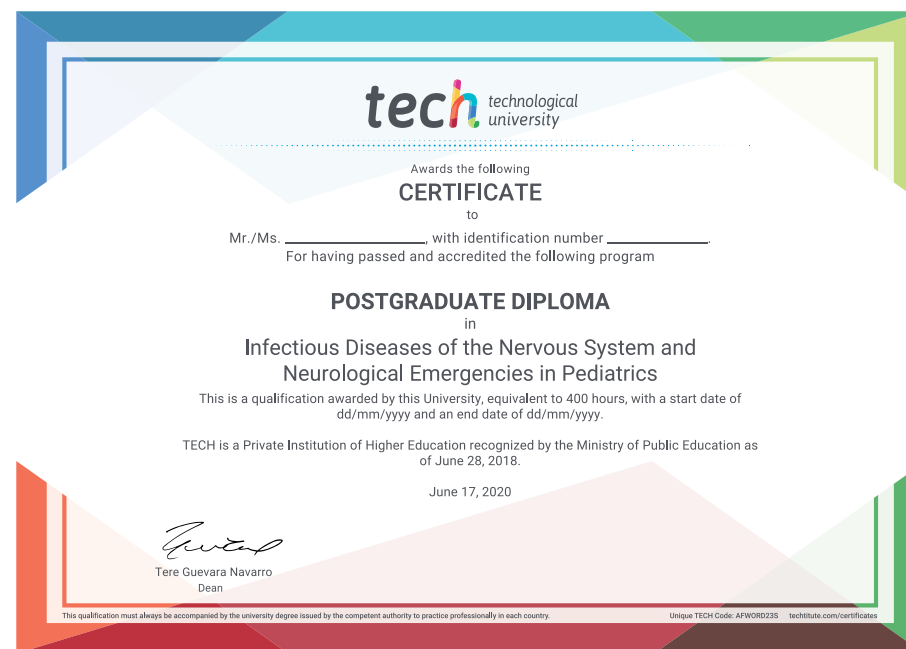 tech technological
university
Awards the following
CERTIFICATE
to
Mr./Ms. ____________________, with identification number ______________.
For having passed and accredited the following program
POSTGRADUATE DIPLOMA
in
Infectious Diseases of the Nervous System and
Neurological Emergencies in Pediatrics
This is a qualification awarded by this University, equivalent to 400 hours, with a start date of
dd/mm/yyyy and an end date of dd/mm/yyyy.
TECH is a Private Institution of Higher Education recognized by the Ministry of Public Education as
of June 28, 2018.
June 17, 2020
Tere Guevara Navarro
Dean
This qualification must always be accompanied by the university degree issued by the competent authority to practice professionally in each country. Unique TECH Code: AFWORD23S techtitute.com/certificates